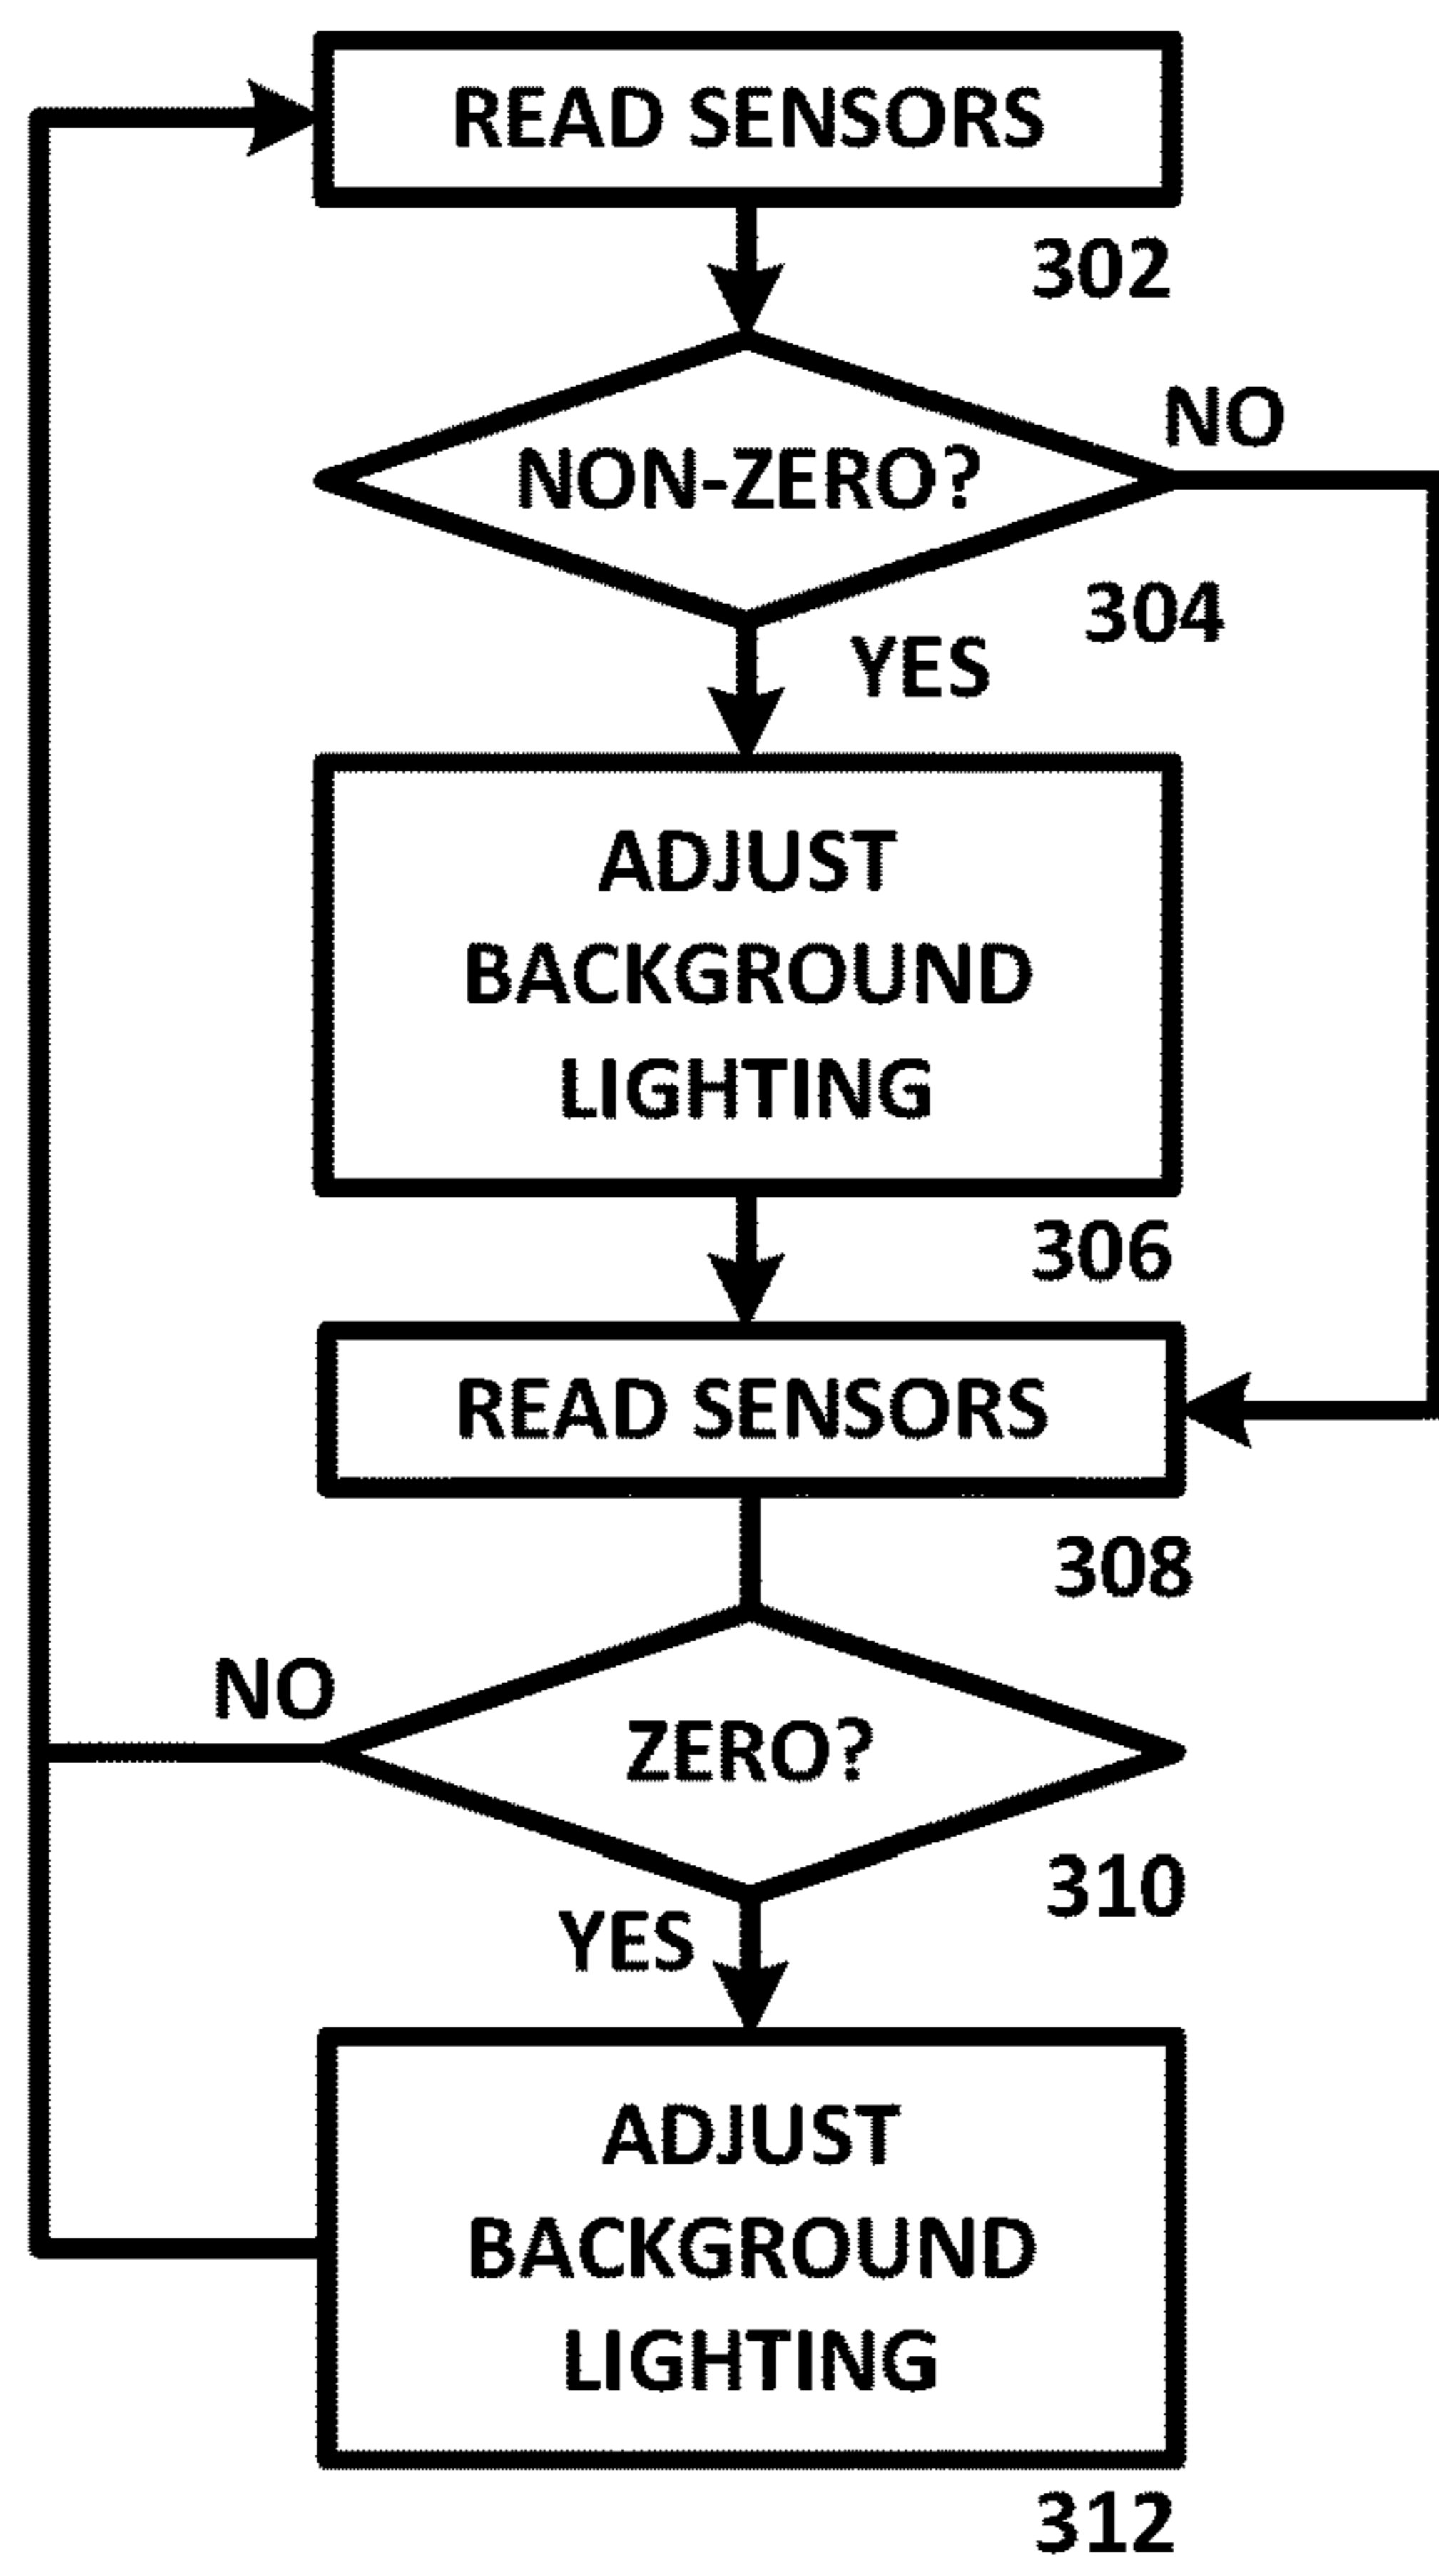 READ SENSORS
302
NON-ZERO?
NO
304
YES
ADJUST
BACKGROUND
LIGHTING
306
READ SENSORS
308
NO
ZERO?
310
YES
ADJUST
BACKGROUND
LIGHTING
312